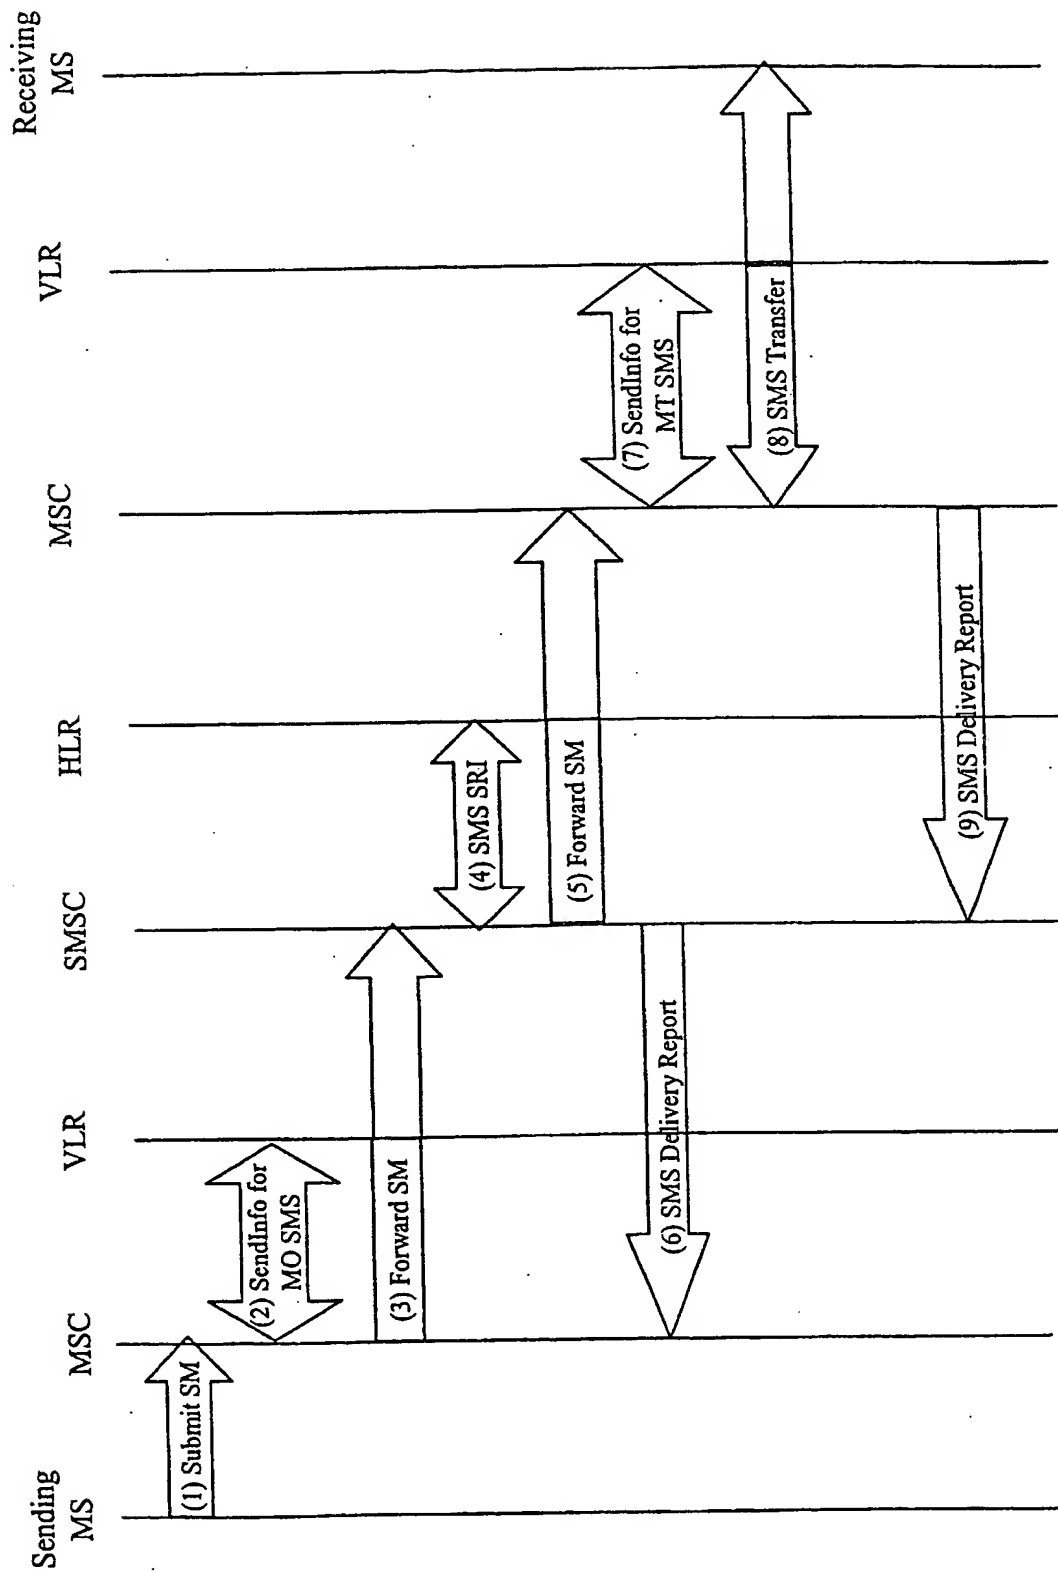 Sending
MS
MSC
VLR
SMSC
HLR
MSC
VLR
Receiving
MS
(1) Submit SM
(2) SendInfo for
MO SMS
(3) Forward SM
(4) SMS SRI
(5) Forward SM
(6) SMS Delivery Report
(7) SendInfo for
MT SMS
(8) SMS Transfer
(9) SMS Delivery Report